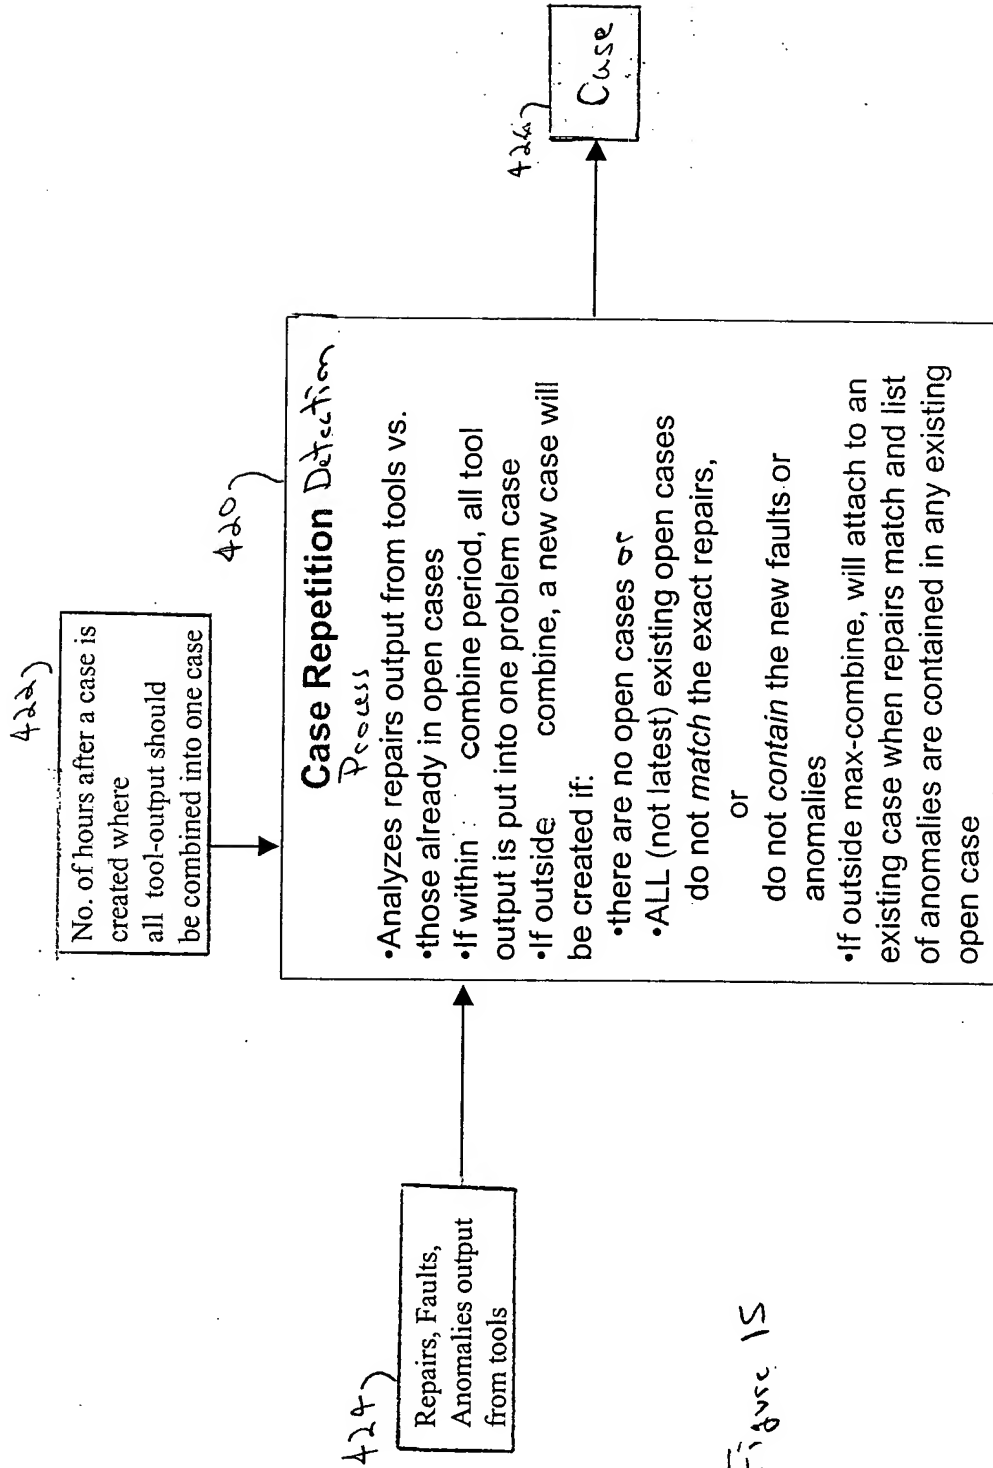 422
No. of hours after a case is
created where
all tool-output should
be combined into one case
420
Case Repetition Detection
Process
•Analyzes repairs output from tools vs.
•those already in open cases
•If within combine period, all tool
output is put into one problem case
•If outside combine, a new case will
be created if:
•there are no open cases or
•ALL (not latest) existing open cases
do not match the exact repairs,
or
do not contain the new faults or
anomalies
•If outside max-combine, will attach to an
existing case when repairs match and list
of anomalies are contained in any existing
open case
424
Repairs, Faults,
Anomalies output
from tools
426
Case
Figure 15